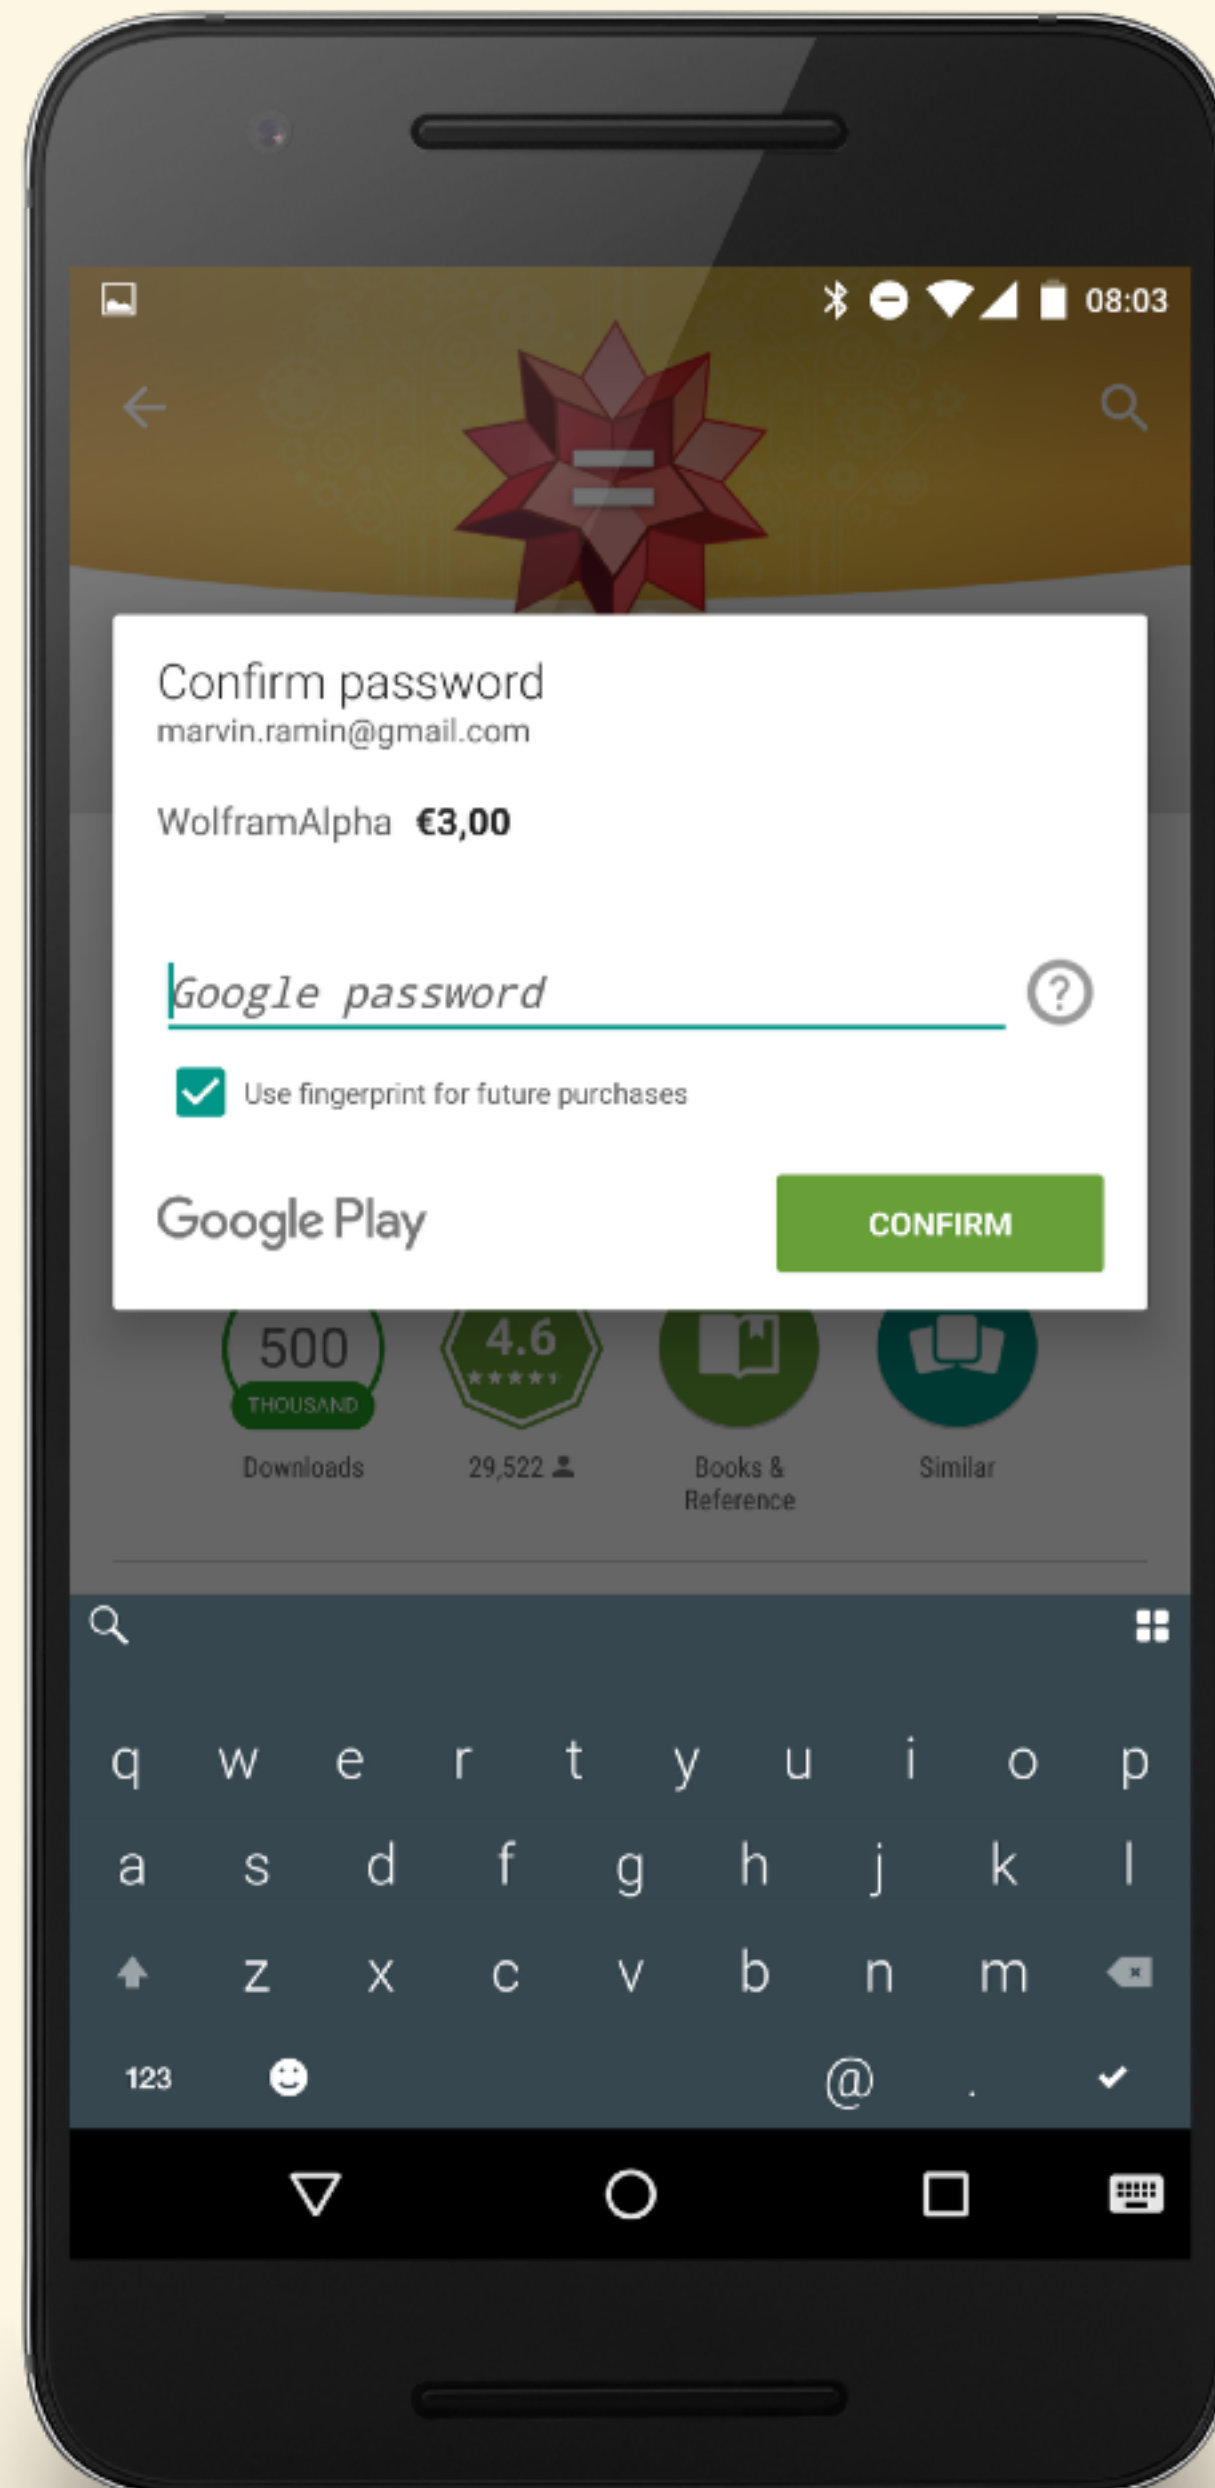 08:03
=
Confirm password
marvin.ramin@gmail.com
WolframAlpha €3,00
Google password
?
Use fingerprint for future purchases
Google Play CONFIRM
500 4.6
THOUSAND
Downloads 29,522 Books & Similar
Reference
q w e r t y u i o p
a s d f g h j k l
z x c v b n m
123 @ .